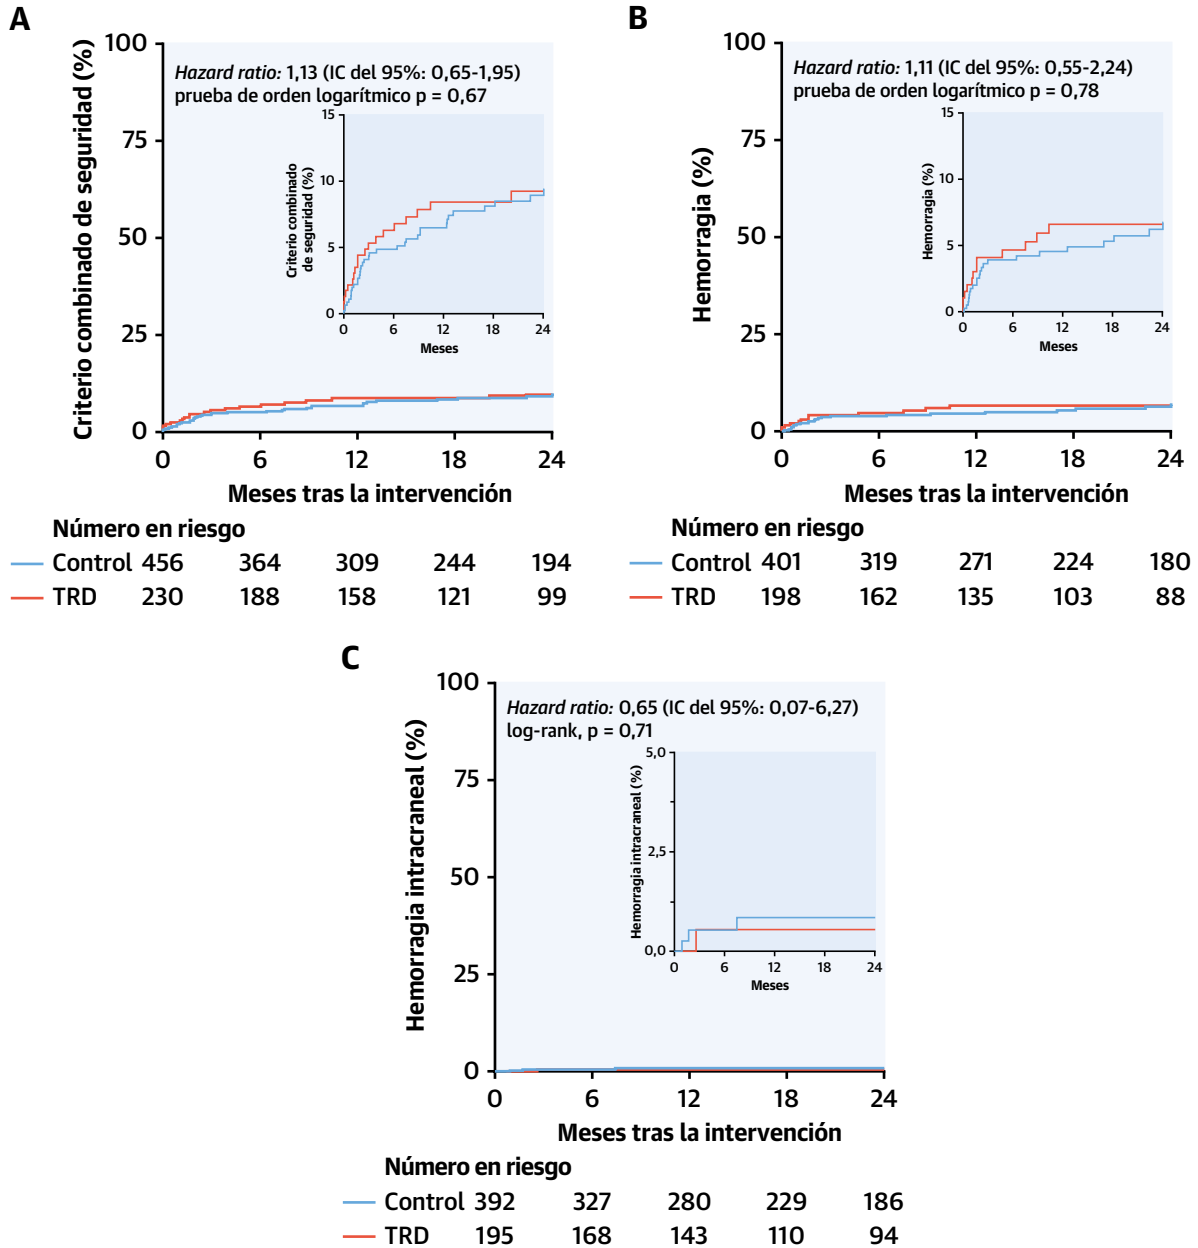 A
Criterio combinado de seguridad (%)
100
75
50
25
0
Hazard ratio: 1,13 (IC del 95%: 0,65-1,95)
prueba de orden logarítmico p = 0,67
Criterio combinado
de seguridad (%)
15
10
5
0
0 6 12 18 24
Meses
0 6 12 18 24
Meses tras la intervención
Número en riesgo
Control 456 364 309 244 194
TRD 230 188 158 121 99
B
Hemorragia (%)
100
75
50
25
0
Hazard ratio: 1,11 (IC del 95%: 0,55-2,24)
prueba de orden logarítmico p = 0,78
Hemorragia (%)
15
10
5
0
0 6 12 18 24
Meses
0 6 12 18 24
Meses tras la intervención
Número en riesgo
Control 401 319 271 224 180
TRD 198 162 135 103 88
C
Hemorragia intracraneal (%)
100
75
50
25
0
Hazard ratio: 0,65 (IC del 95%: 0,07-6,27)
log-rank, p = 0,71
Hemorragia intracraneal (%)
5,0
2,5
0,0
0 6 12 18 24
Meses
0 6 12 18 24
Meses tras la intervención
Número en riesgo
Control 392 327 280 229 186
TRD 195 168 143 110 94